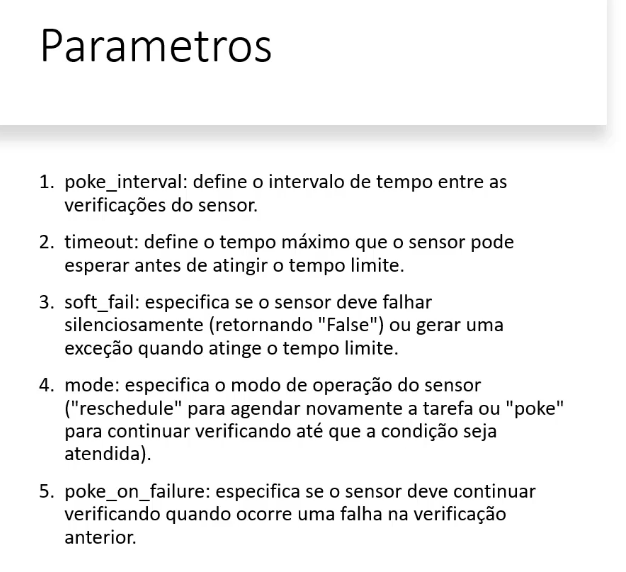 Parametros
1. poke_interval: define o intervalo de tempo entre as
verificações do sensor.
2. timeout: define o tempo máximo que o sensor pode
esperar antes de atingir o tempo limite.
3. soft_fail: especifica se o sensor deve falhar
silenciosamente (retornando "False") ou gerar uma
exceção quando atinge o tempo limite.
4. mode: especifica o modo de operação do sensor
("reschedule" para agendar novamente a tarefa ou "poke"
para continuar verificando até que a condição seja
atendida).
5. poke_on_failure: especifica se o sensor deve continuar
verificando quando ocorre uma falha na verificação
anterior.